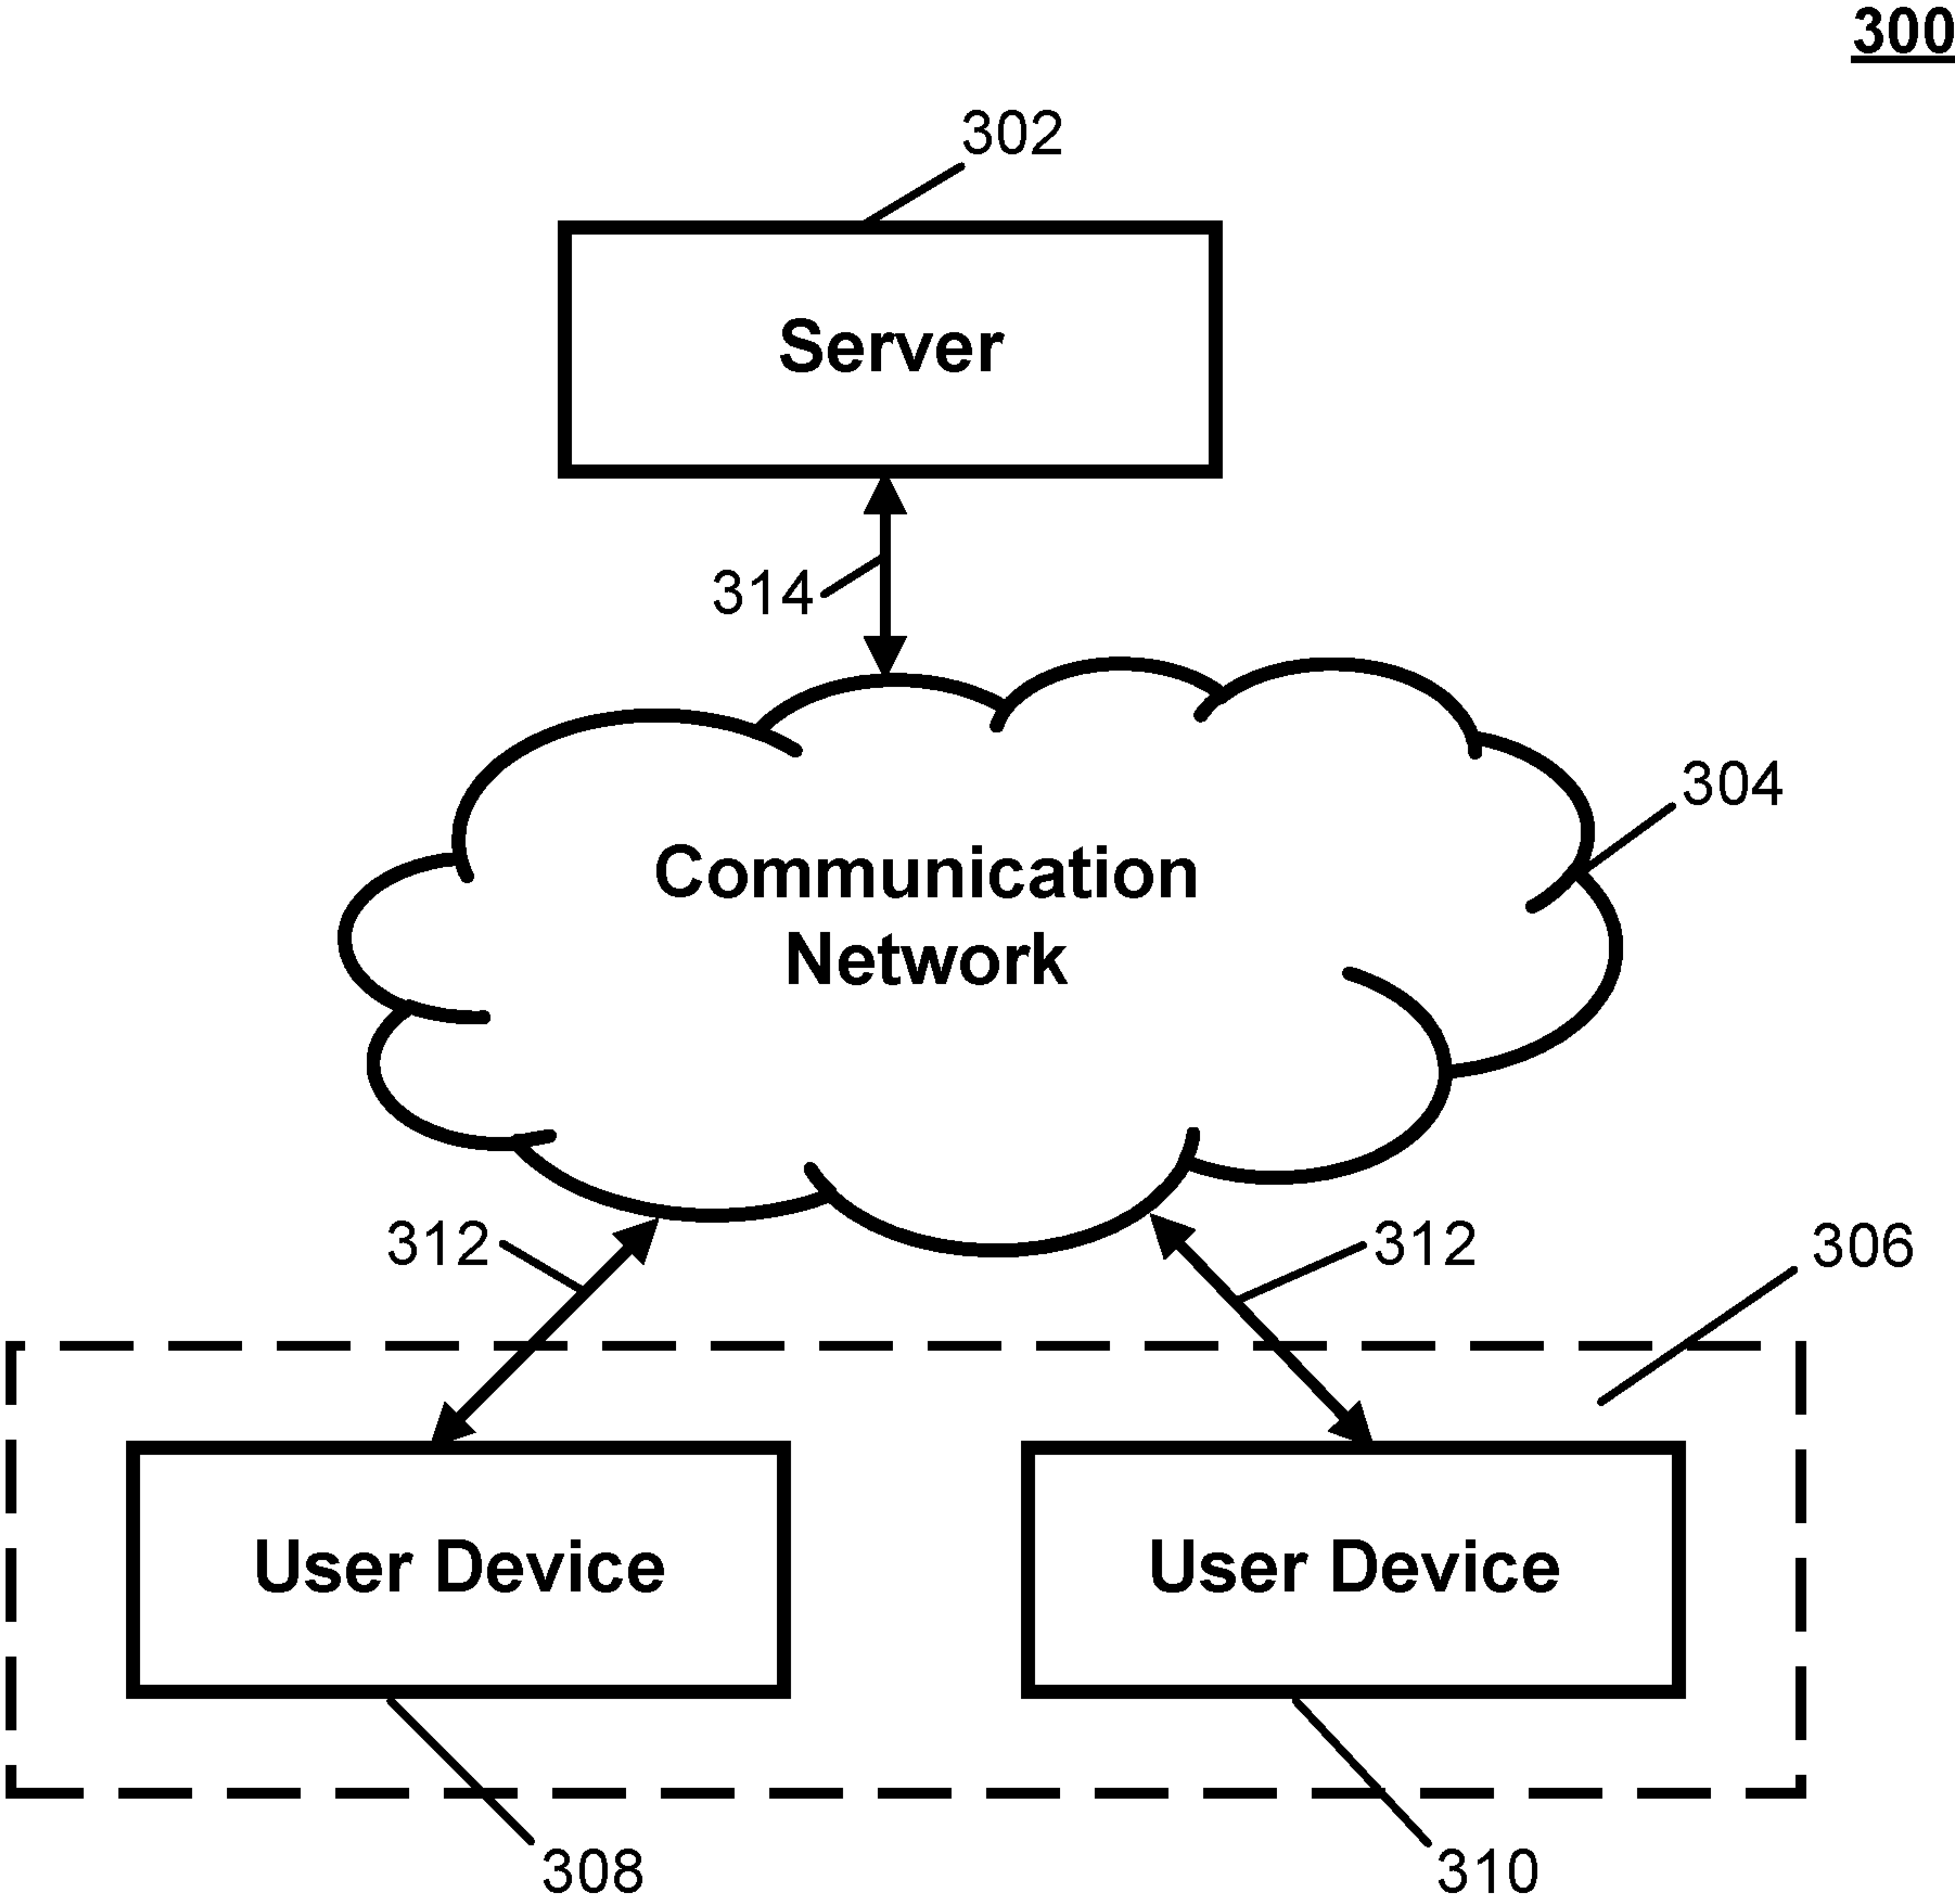 300
302
Server
314
304
Communication
Network
312
312
306
User Device
User Device
308
310